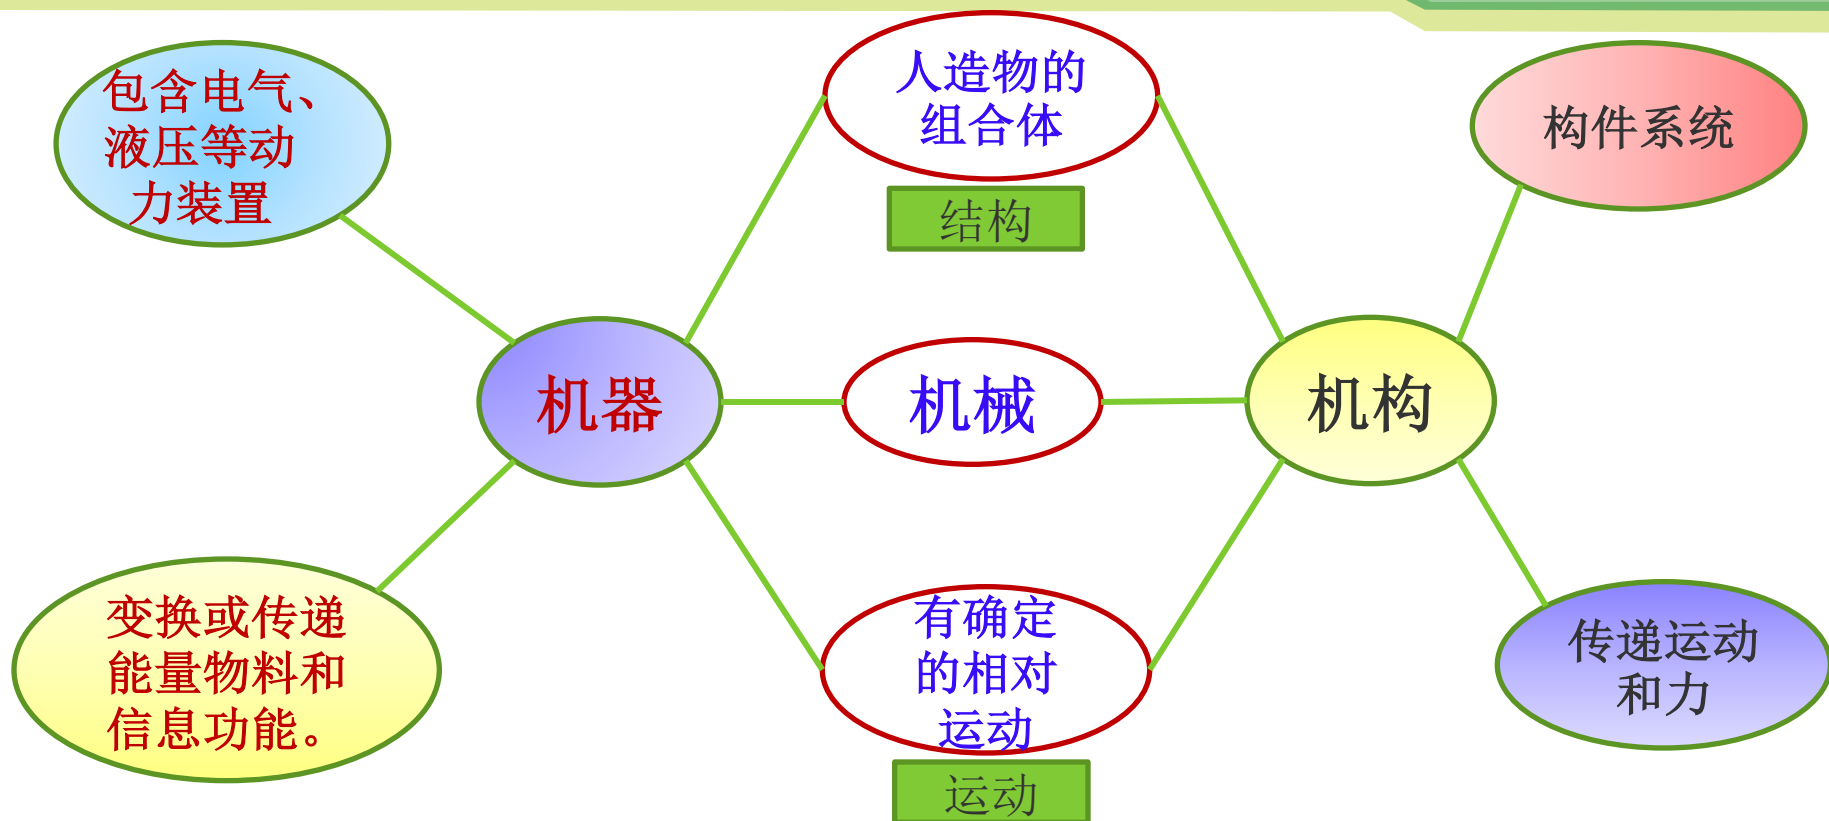 包含电气、
液压等动
力装置
人造物的
组合体
结构
构件系统
机器
机械
机构
变换或传递
能量物料和
信息功能。
有确定
的相对
运动
运动
传递运动
和力